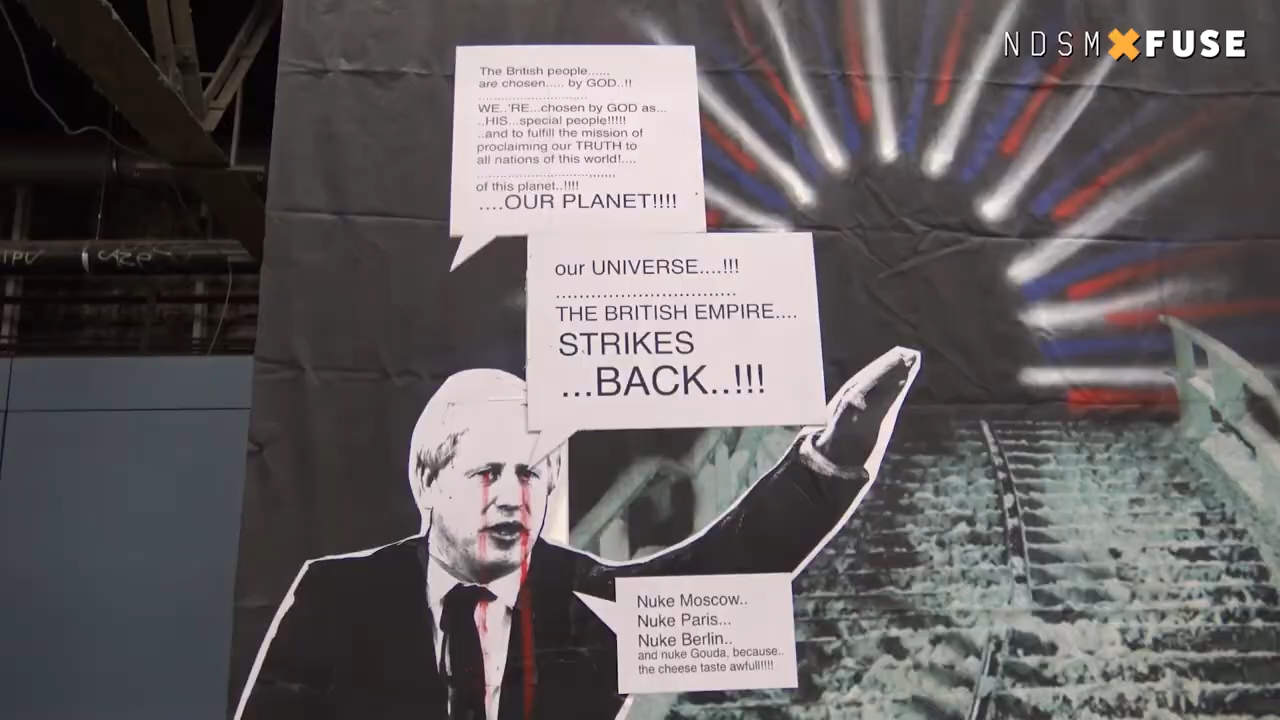 NDSM✖FUSE
The British people......
are chosen..... by GOD..!!
..............................
WE..'RE...chosen by GOD as...
..HIS...special people!!!!!
..and to fulfill the mission of
proclaiming our TRUTH to
all nations of this world!....
..............................,,,,,,
of this planet..!!!!
....OUR PLANET!!!!
our UNIVERSE....!!!
...............................
THE BRITISH EMPIRE....
STRIKES
...BACK..!!!
Nuke Moscow..
Nuke Paris...
Nuke Berlin..
and nuke Gouda, because..
the cheese taste awfull!!!!